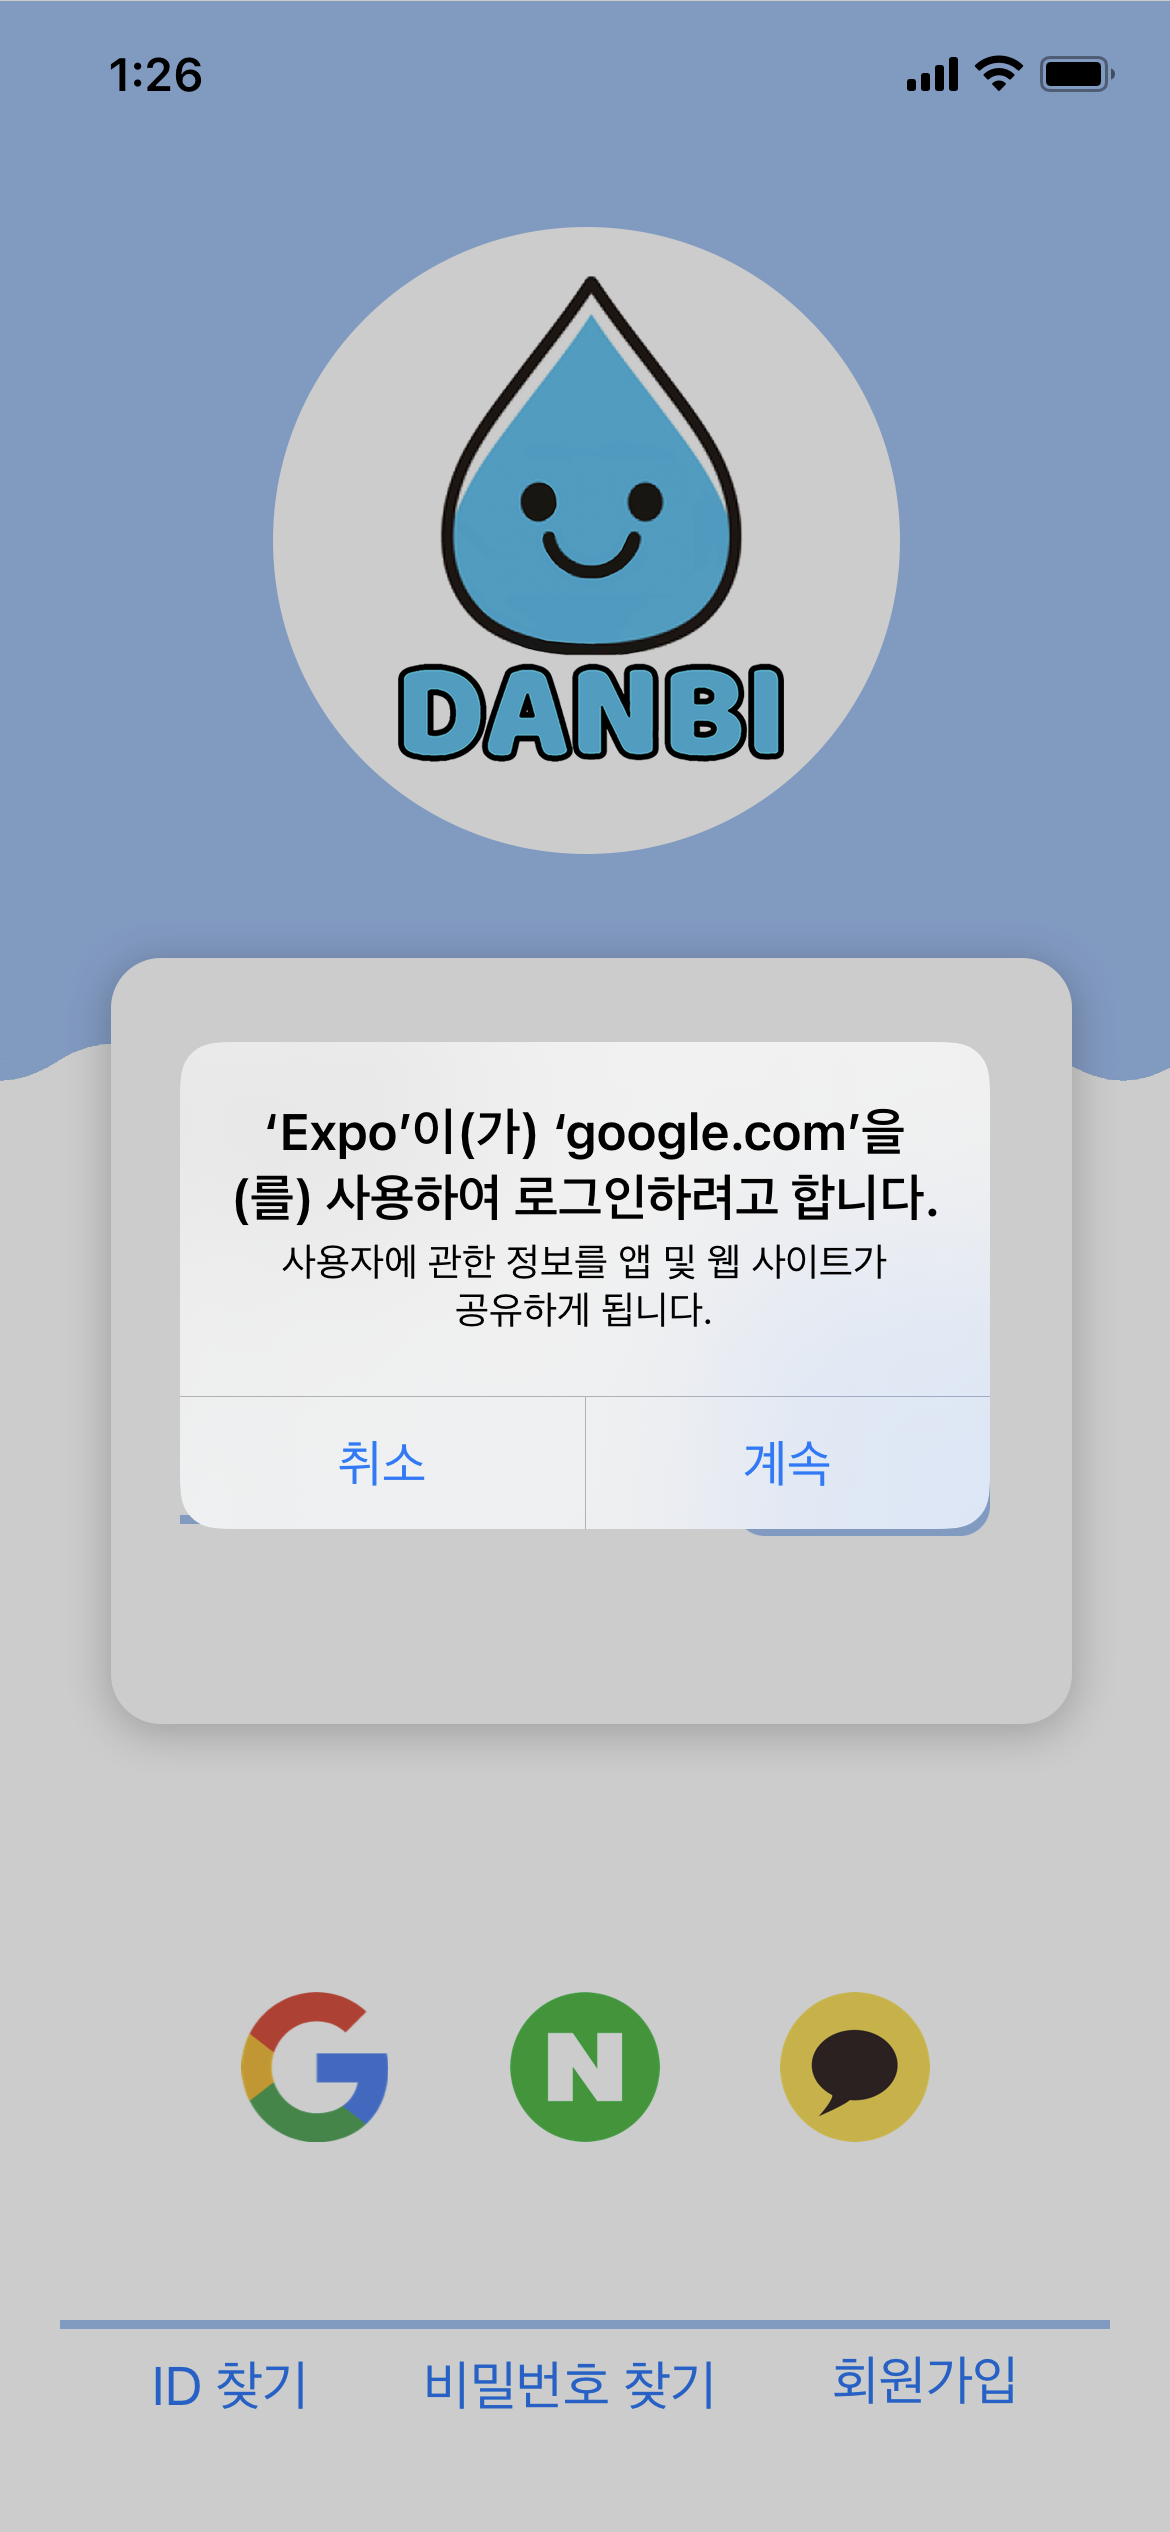 1:26
DANBI
‘Expo’이(가) ‘google.com’을
(를) 사용하여 로그인하려고 합니다.
사용자에 관한 정보를 앱 및 웹 사이트가
공유하게 됩니다.
취소 계속
N
ID 찾기 비밀번호 찾기 회원가입